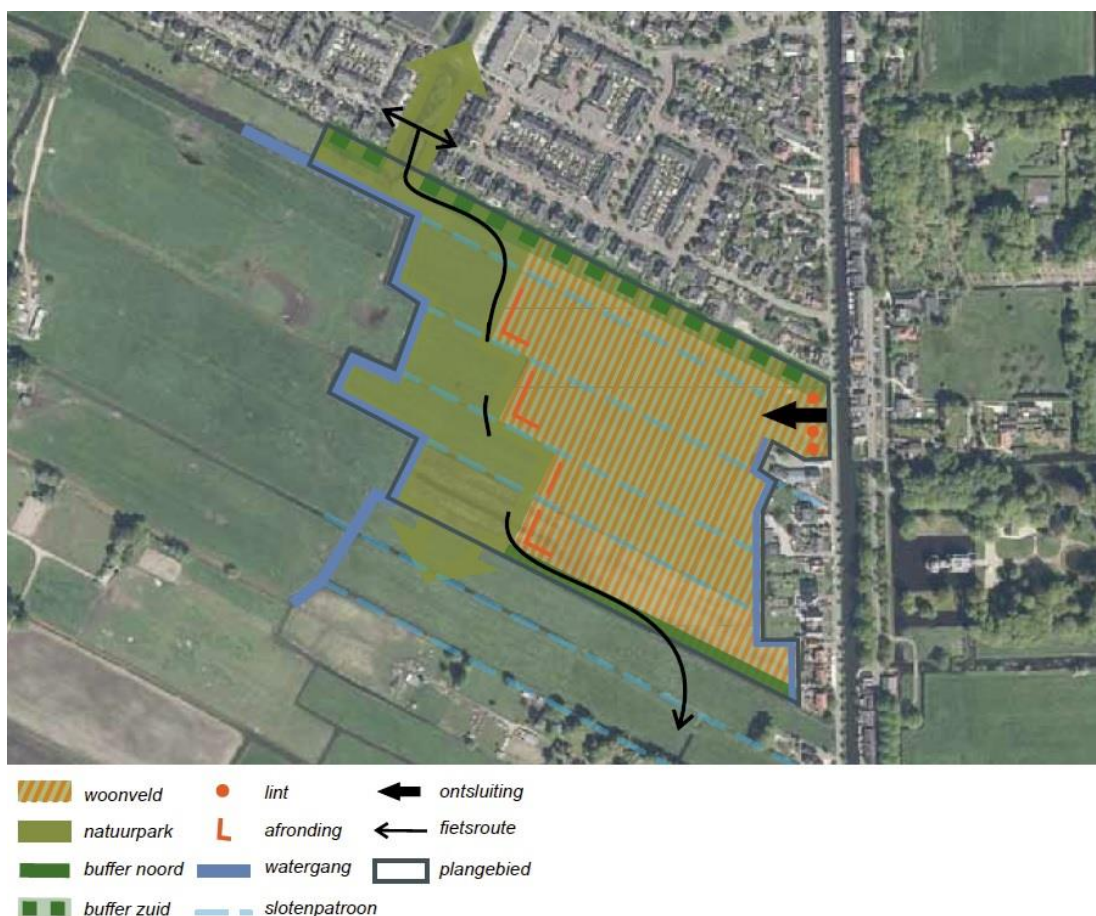 woonveld
lint
ontsluiting
natuurpark
afronding
fietsroute
buffer noord
watergang
plangebied
buffer zuid
slotenpatroon